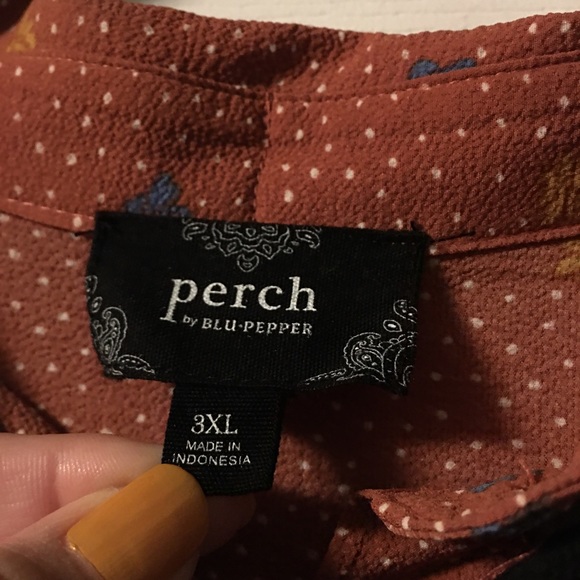 perch
by BLU·PEPPER
3XL
MADE IN
INDONESIA